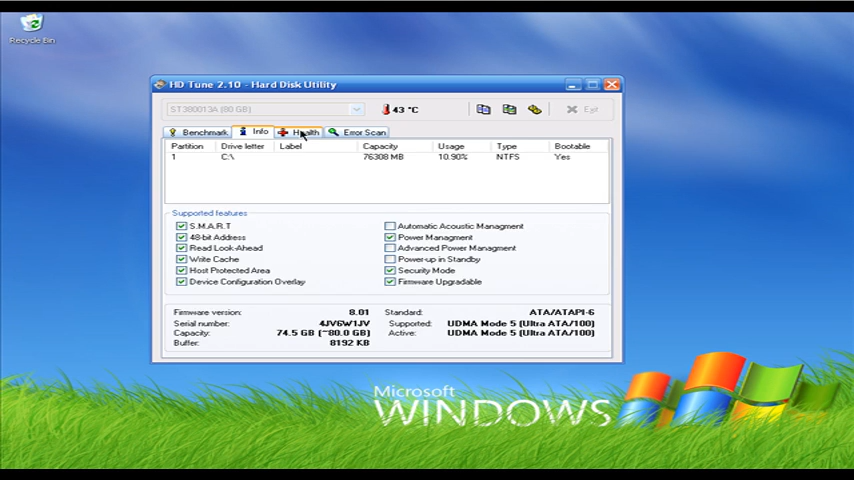 Recycle Bin
HD Tune 2.10 - Hard Disk Utility
ST380013A (80 GB)
43 °C
Exit
Benchmark Info Health Error Scan
Partition Drive letter Label Capacity Usage Type Bootable
1 C:\ 76308 MB 10.90% NTFS Yes
Supported features
S.M.A.R.T Automatic Acoustic Managment
48-bit Address Power Managment
Read Look-Ahead Advanced Power Managment
Write Cache Power-up in Standby
Host Protected Area Security Mode
Device Configuration Overlay Firmware Upgradable
Firmware version: 8.01 Standard: ATA/ATAPI-6
Serial number: 4JV6W1JV Supported: UDMA Mode 5 (Ultra ATA/100)
Capacity: 74.5 GB (~80.0 GB) Active: UDMA Mode 5 (Ultra ATA/100)
Buffer: 8192 KB
Microsoft
WINDOWS